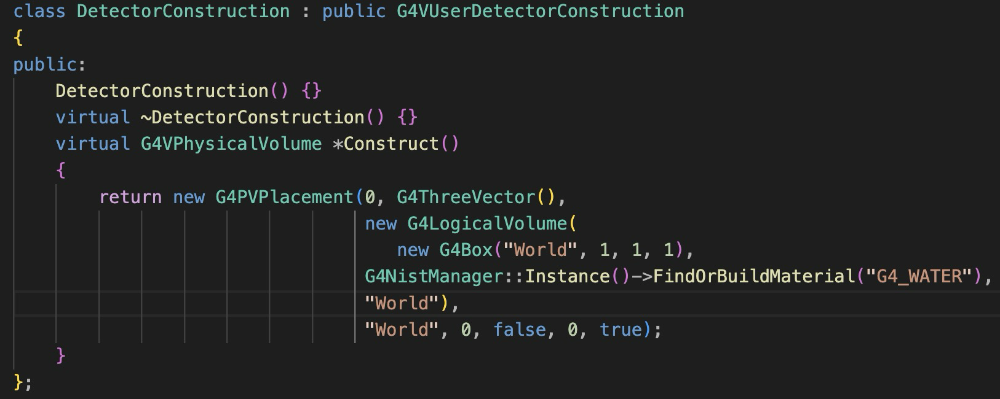 class DetectorConstruction : public G4VUserDetectorConstruction
{
public:
    DetectorConstruction() {}
    virtual ~DetectorConstruction() {}
    virtual G4VPhysicalVolume *Construct()
    {
        return new G4PVPlacement(0, G4ThreeVector(),
                                 new G4LogicalVolume(
                                    new G4Box("World", 1, 1, 1),
                                 G4NistManager::Instance()->FindOrBuildMaterial("G4_WATER"),
                                 "World"),
                                 "World", 0, false, 0, true);
    }
};